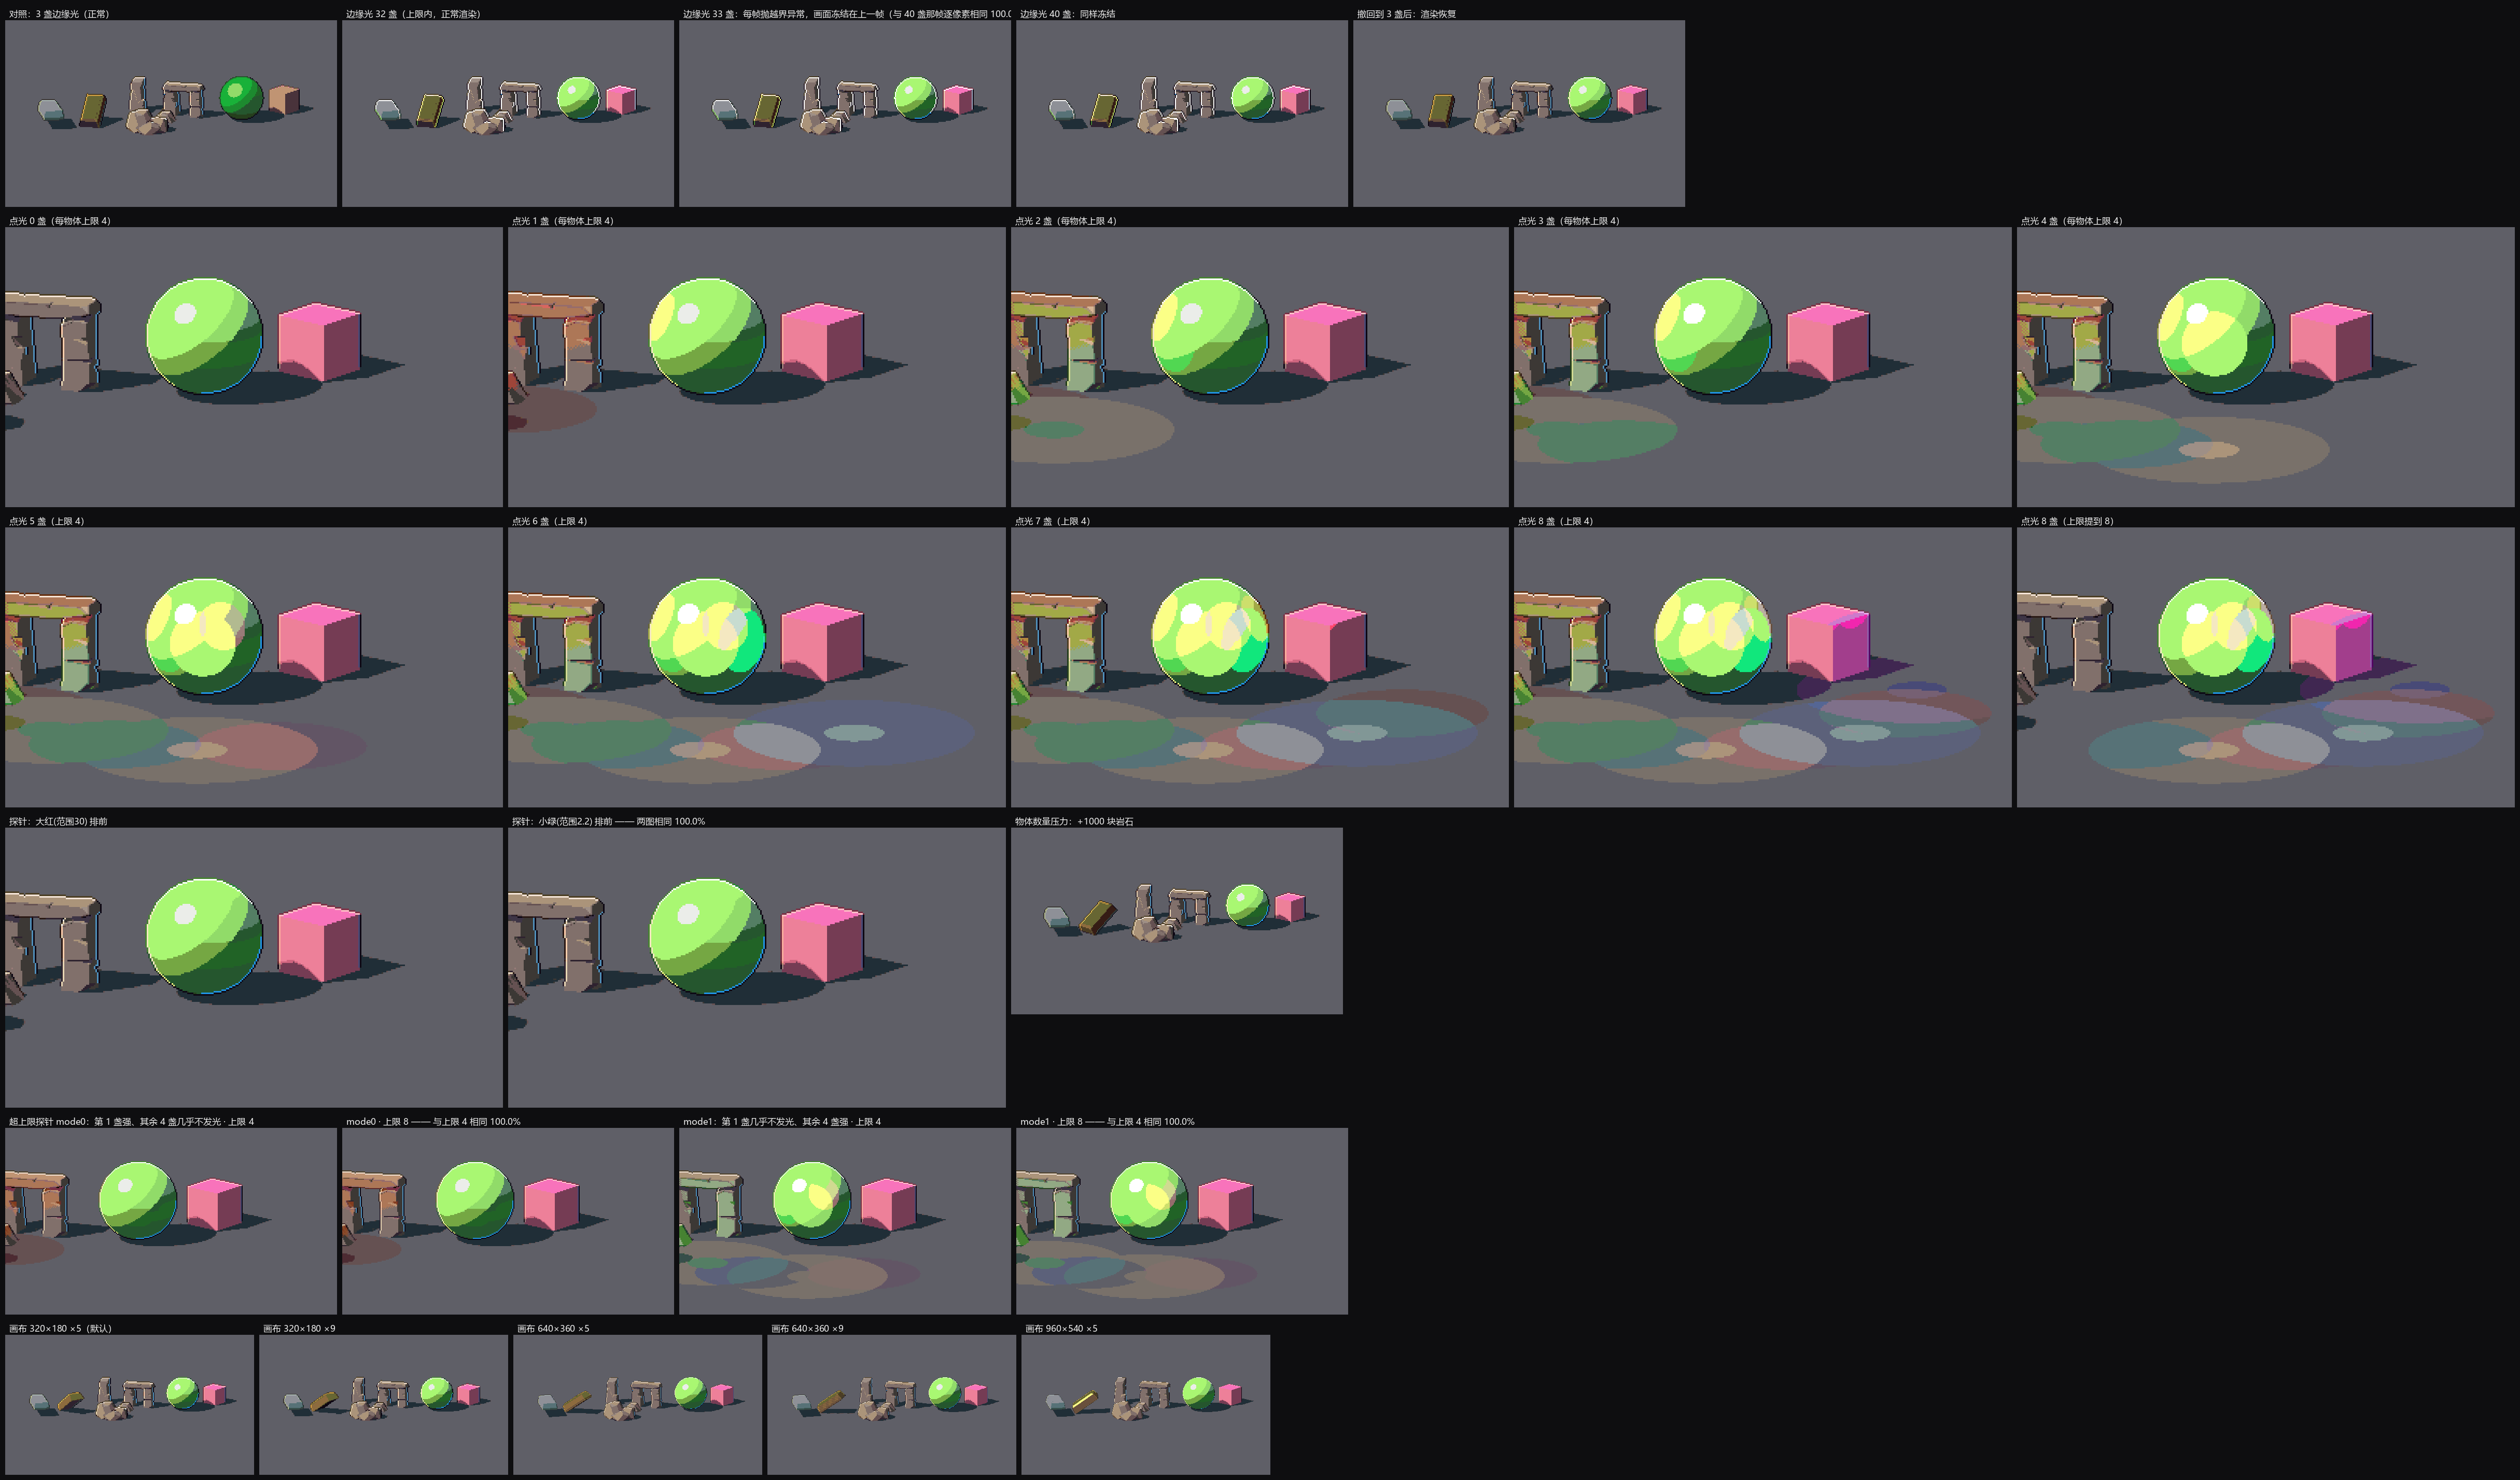 对照：3 盏边缘光（正常）
边缘光 32 盏（上限内，正常渲染）
边缘光 33 盏：每帧抛越界异常，画面冻结在上一帧（与 40 盏那帧逐像素相同 100.0
边缘光 40 盏：同样冻结
撤回到 3 盏后：渲染恢复
点光 0 盏（每物体上限 4）
点光 1 盏（每物体上限 4）
点光 2 盏（每物体上限 4）
点光 3 盏（每物体上限 4）
点光 4 盏（每物体上限 4）
点光 5 盏（上限 4）
点光 6 盏（上限 4）
点光 7 盏（上限 4）
点光 8 盏（上限 4）
点光 8 盏（上限提到 8）
探针：大红(范围30) 排前
探针：小绿(范围2.2) 排前 —— 两图相同 100.0%
物体数量压力：+1000 块岩石
超上限探针 mode0：第 1 盏强、其余 4 盏几乎不发光 · 上限 4
mode0 · 上限 8 —— 与上限 4 相同 100.0%
mode1：第 1 盏几乎不发光、其余 4 盏强 · 上限 4
mode1 · 上限 8 —— 与上限 4 相同 100.0%
画布 320×180 ×5（默认）
画布 320×180 ×9
画布 640×360 ×5
画布 640×360 ×9
画布 960×540 ×5